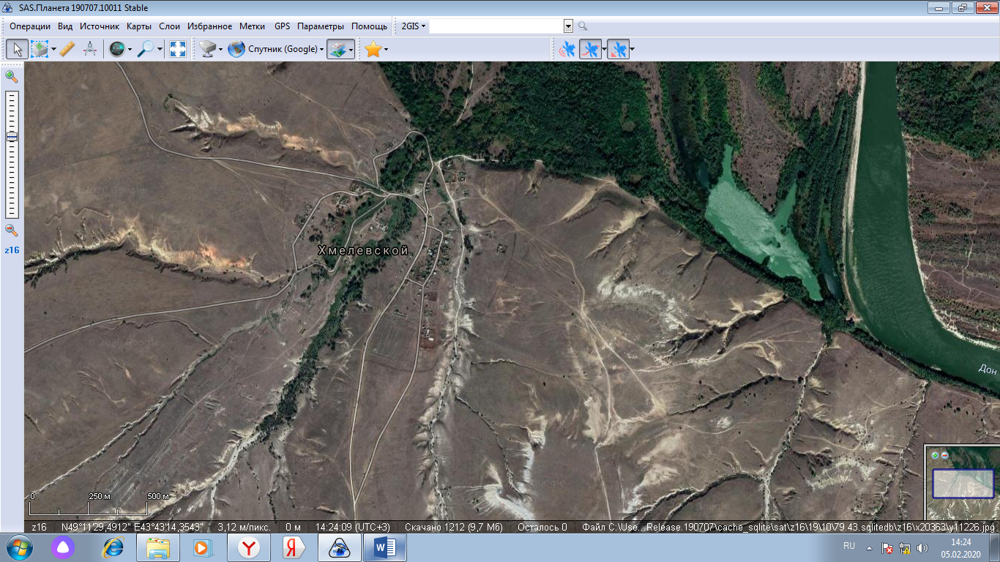 SAS.Планета 190707.10011 Stable
Операции Вид Источник Карты Слои Избранное Метки GPS Параметры Помощь 2GIS
Спутник (Google)
z16
Хмелевской
Дон
0 250 м 500 м
z16 N49°11'29,4912" E43°43'14,3543" 3,12 м/пикс. 0 м 14:24:09 (UTC+3) Скачано 1212 (9,7 Мб) Осталось 0 Файл C:\Use...Release.190707\cache_sqlite\sat\z16\19\10\79.43.sqlitedb\z16\x20363\y11226.jpg
RU
14:24
05.02.2020